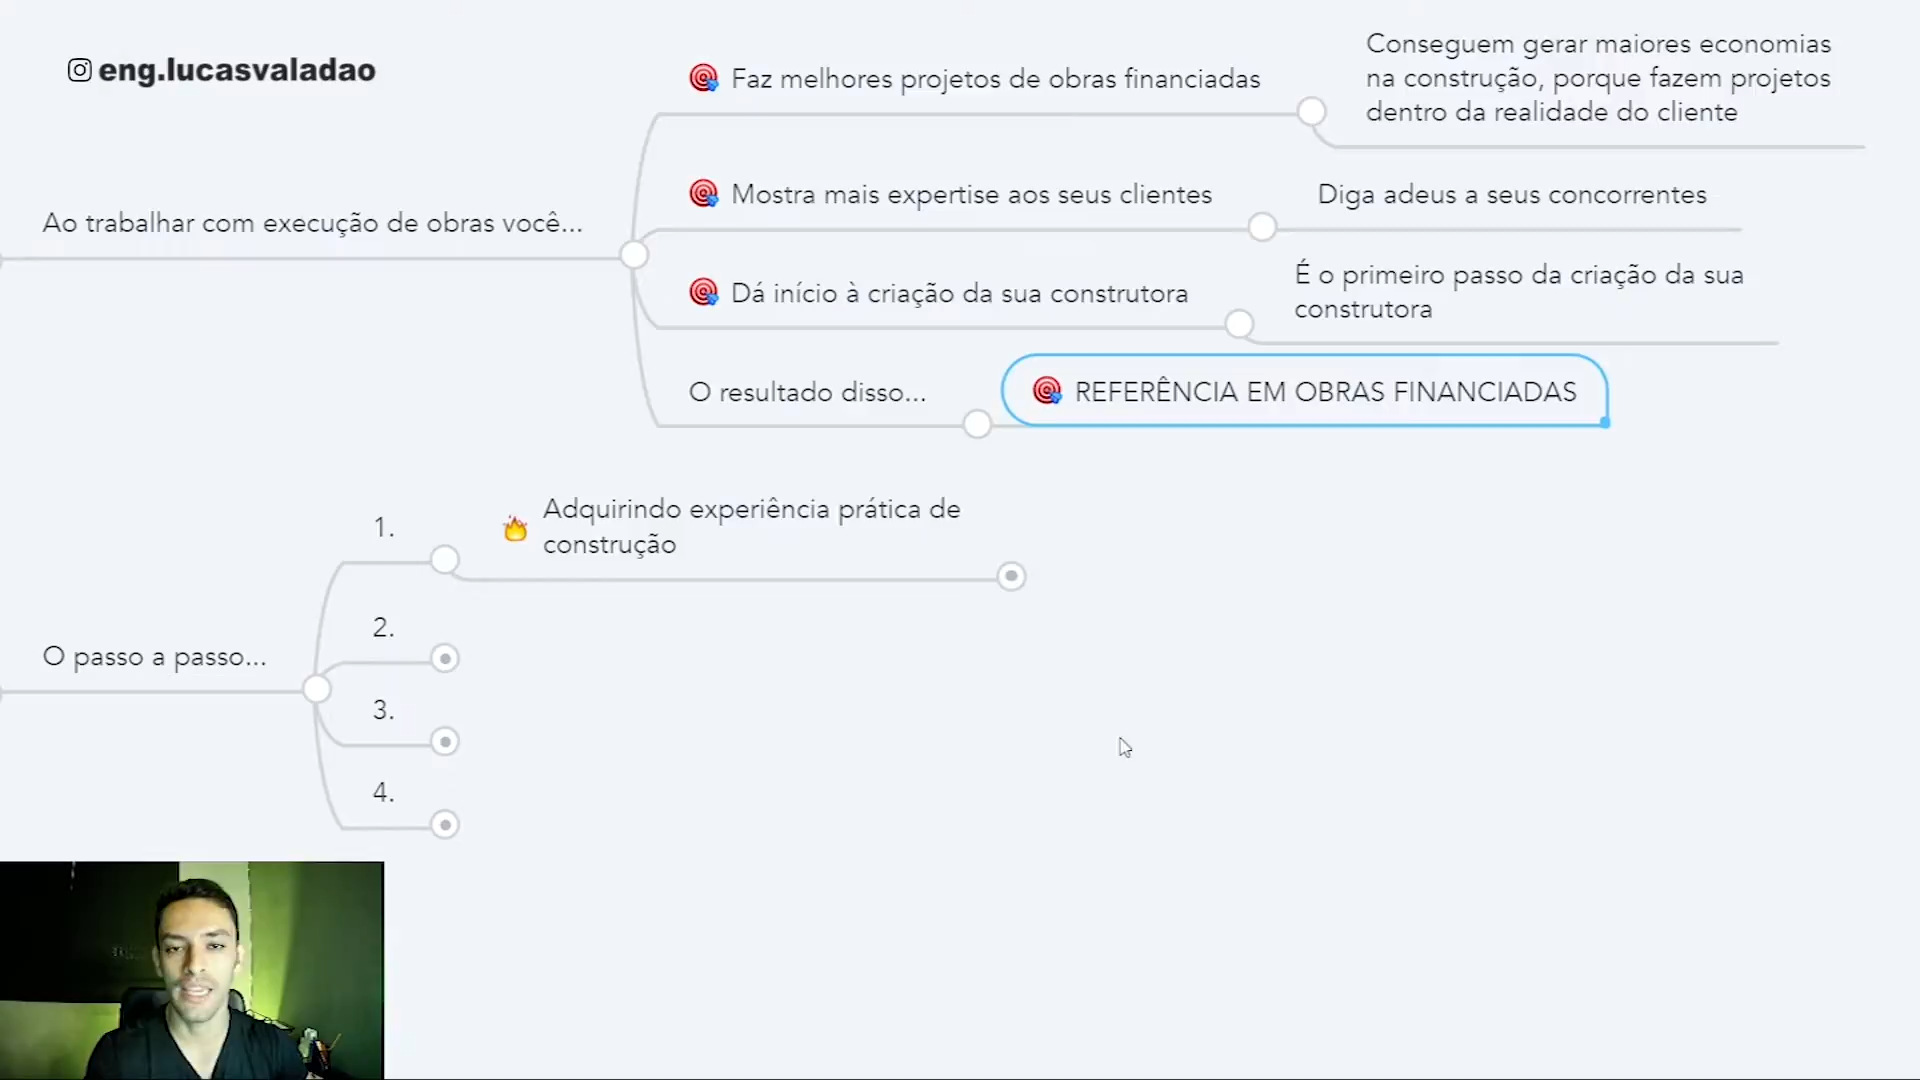 eng.lucasvaladao
Faz melhores projetos de obras financiadas
Conseguem gerar maiores economias
na construção, porque fazem projetos
dentro da realidade do cliente
Ao trabalhar com execução de obras você...
Mostra mais expertise aos seus clientes
Diga adeus a seus concorrentes
Dá início à criação da sua construtora
É o primeiro passo da criação da sua
construtora
O resultado disso...
REFERÊNCIA EM OBRAS FINANCIADAS
O passo a passo...
1.
Adquirindo experiência prática de
construção
2.
3.
4.